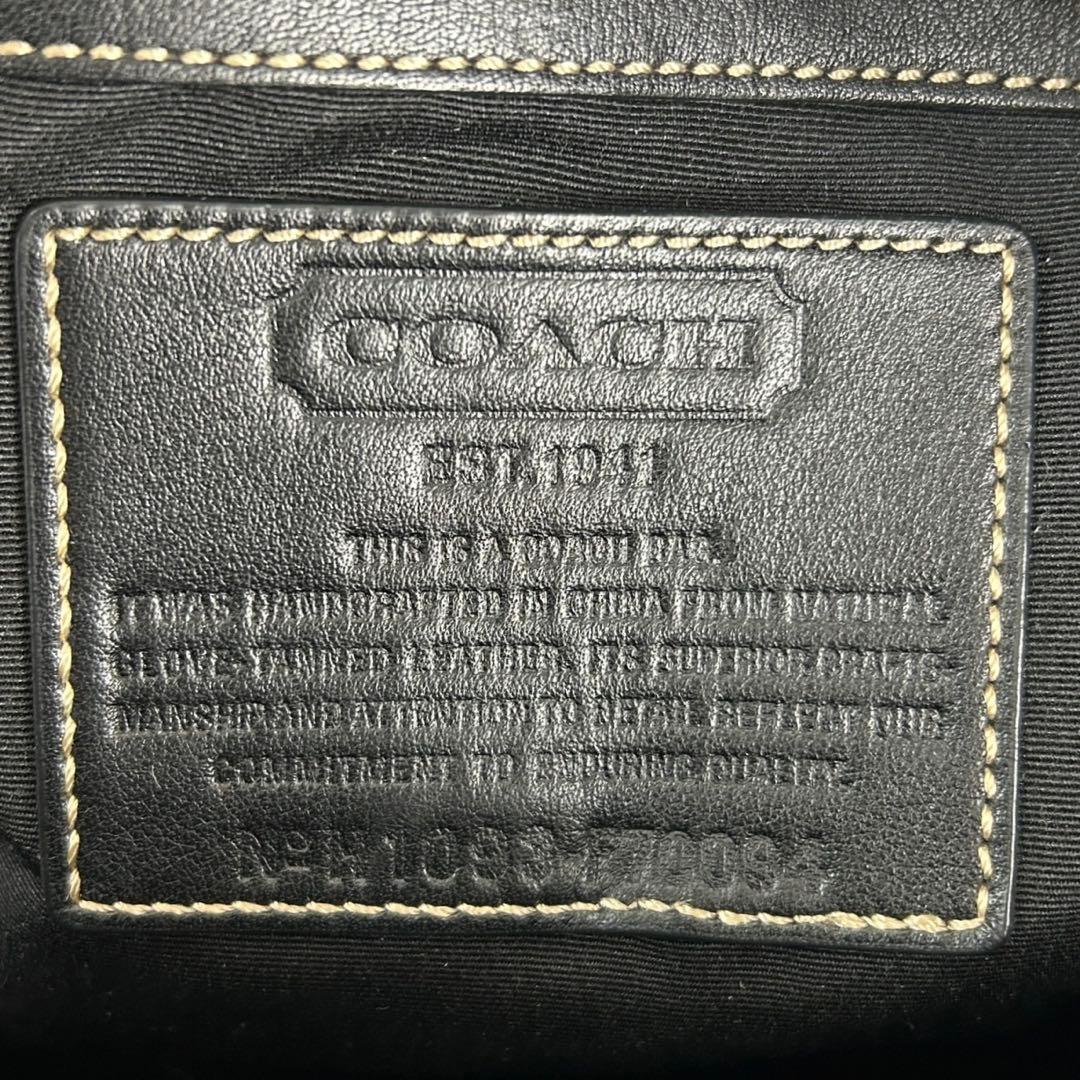 COACH
EST. 1941
THIS IS A COACH BAG.
IT WAS HANDCRAFTED IN CHINA FROM NATURAL
GLOVE-TANNED LEATHER. ITS SUPERIOR CRAFTS-
MANSHIP AND ATTENTION TO DETAIL REFLECT OUR
COMMITMENT TO ENDURING QUALITY.